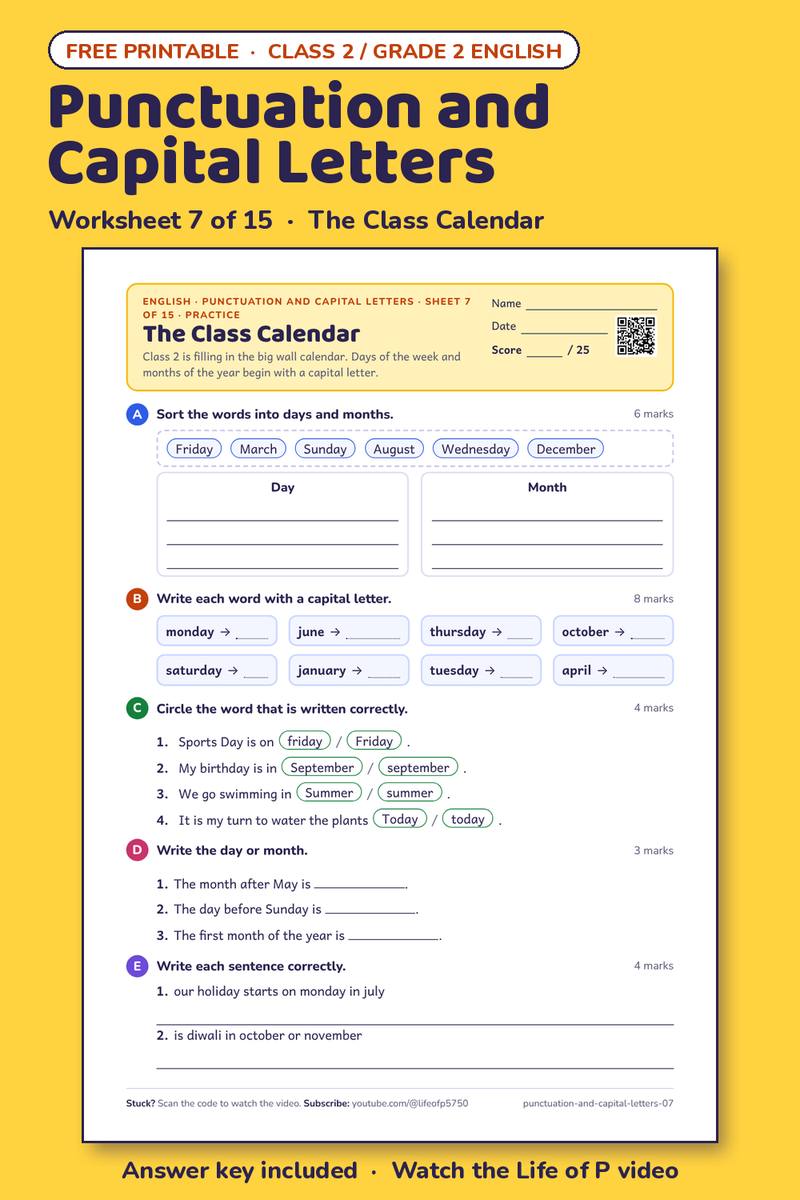 FREE PRINTABLE · CLASS 2 / GRADE 2 ENGLISH
Punctuation and
Capital Letters
Worksheet 7 of 15 · The Class Calendar
ENGLISH · PUNCTUATION AND CAPITAL LETTERS · SHEET 7
OF 15 · PRACTICE
The Class Calendar
Class 2 is filling in the big wall calendar. Days of the week and
months of the year begin with a capital letter.
Name
Date
Score / 25
A Sort the words into days and months. 6 marks
Friday March Sunday August Wednesday December
Day Month
B Write each word with a capital letter. 8 marks
monday → june → thursday → october →
saturday → january → tuesday → april →
C Circle the word that is written correctly. 4 marks
1. Sports Day is on friday / Friday .
2. My birthday is in September / september .
3. We go swimming in Summer / summer .
4. It is my turn to water the plants Today / today .
D Write the day or month. 3 marks
1. The month after May is .
2. The day before Sunday is .
3. The first month of the year is .
E Write each sentence correctly. 4 marks
1. our holiday starts on monday in july
2. is diwali in october or november
Stuck? Scan the code to watch the video. Subscribe: youtube.com/@lifeofp5750 punctuation-and-capital-letters-07
Answer key included · Watch the Life of P video